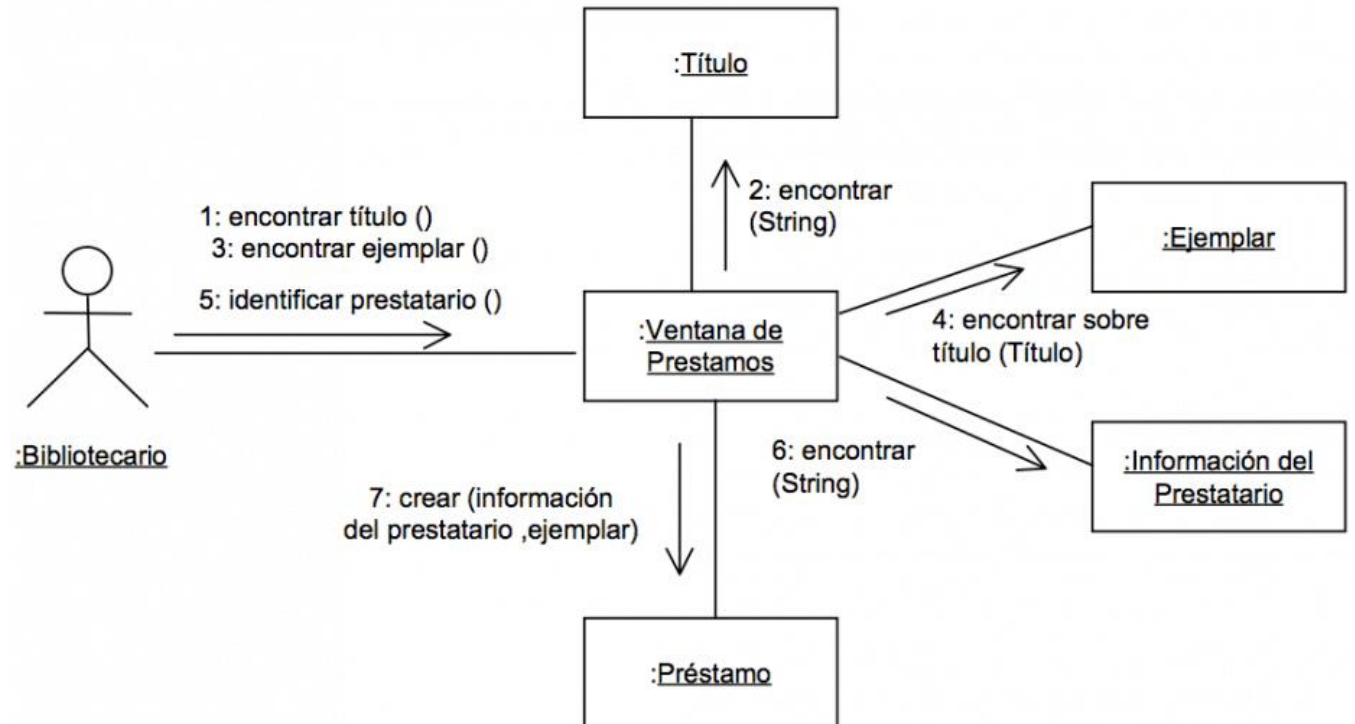 :Título
2: encontrar
(String)
1: encontrar título ()
3: encontrar ejemplar ()
5: identificar prestatario ()
:Ejemplar
:Ventana de
Prestamos
4: encontrar sobre
título (Título)
:Bibliotecario
6: encontrar
(String)
:Información del
Prestatario
7: crear (información
del prestatario ,ejemplar)
:Préstamo